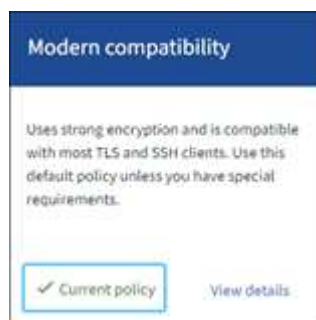 Modern compatibility
Uses strong encryption and is compatible
with most TLS and SSH clients. Use this
default policy unless you have special
requirements.
✓ Current policy
View details